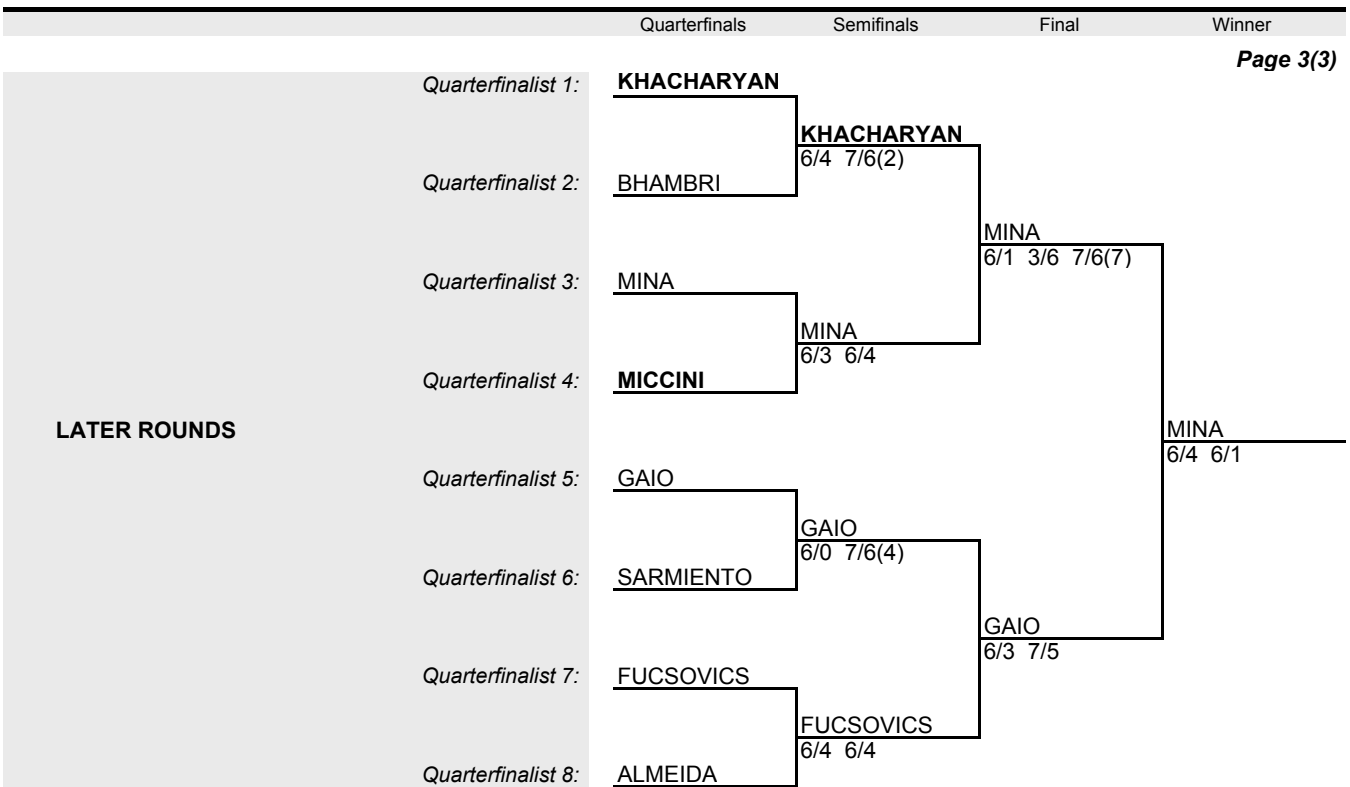 Quarterfinals Semifinals Final Winner
Page 3(3)
Quarterfinalist 1: KHACHARYAN
KHACHARYAN
6/4 7/6(2)
Quarterfinalist 2: BHAMBRI
MINA
6/1 3/6 7/6(7)
Quarterfinalist 3: MINA
MINA
6/3 6/4
Quarterfinalist 4: MICCINI
LATER ROUNDS
MINA
6/4 6/1
Quarterfinalist 5: GAIO
GAIO
6/0 7/6(4)
Quarterfinalist 6: SARMIENTO
GAIO
6/3 7/5
Quarterfinalist 7: FUCSOVICS
FUCSOVICS
6/4 6/4
Quarterfinalist 8: ALMEIDA